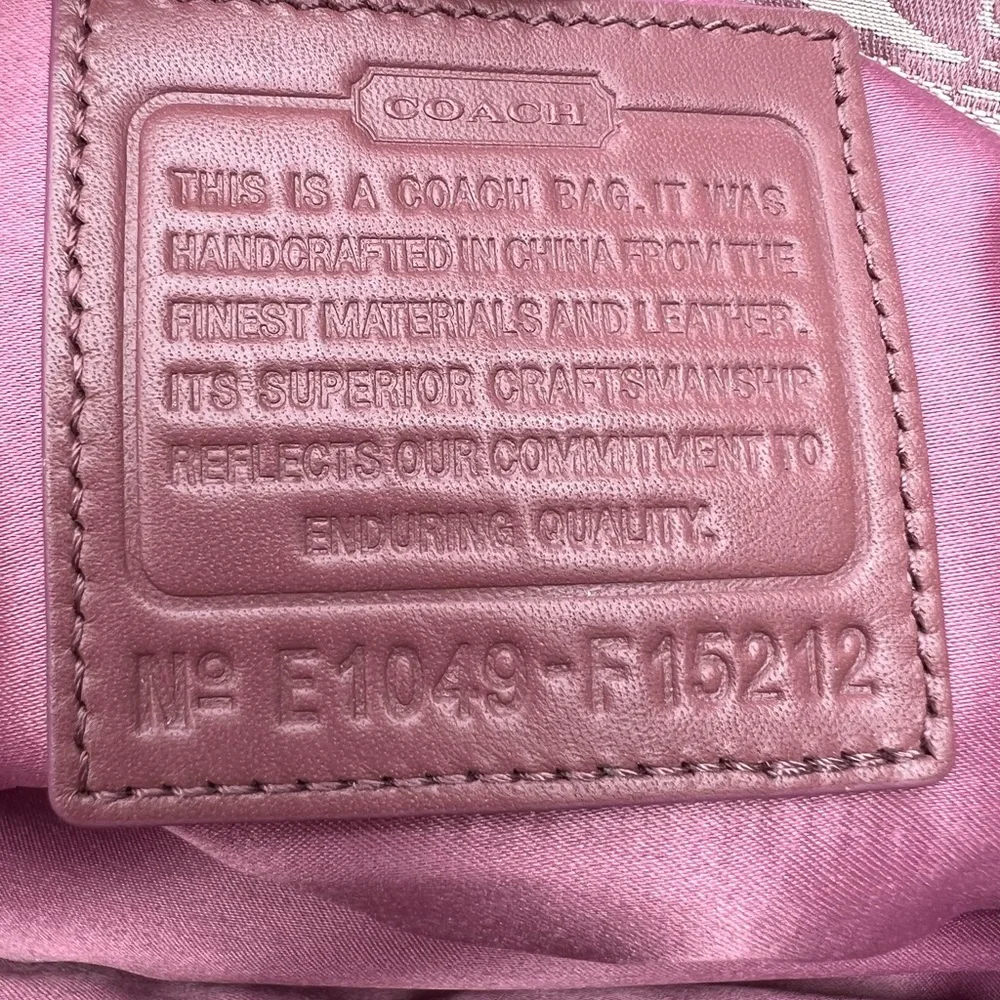 COACH
THIS IS A COACH BAG. IT WAS
HANDCRAFTED IN CHINA FROM THE
FINEST MATERIALS AND LEATHER.
ITS SUPERIOR CRAFTSMANSHIP
REFLECTS OUR COMMITMENT TO
ENDURING QUALITY.
Nº E1049-F15212